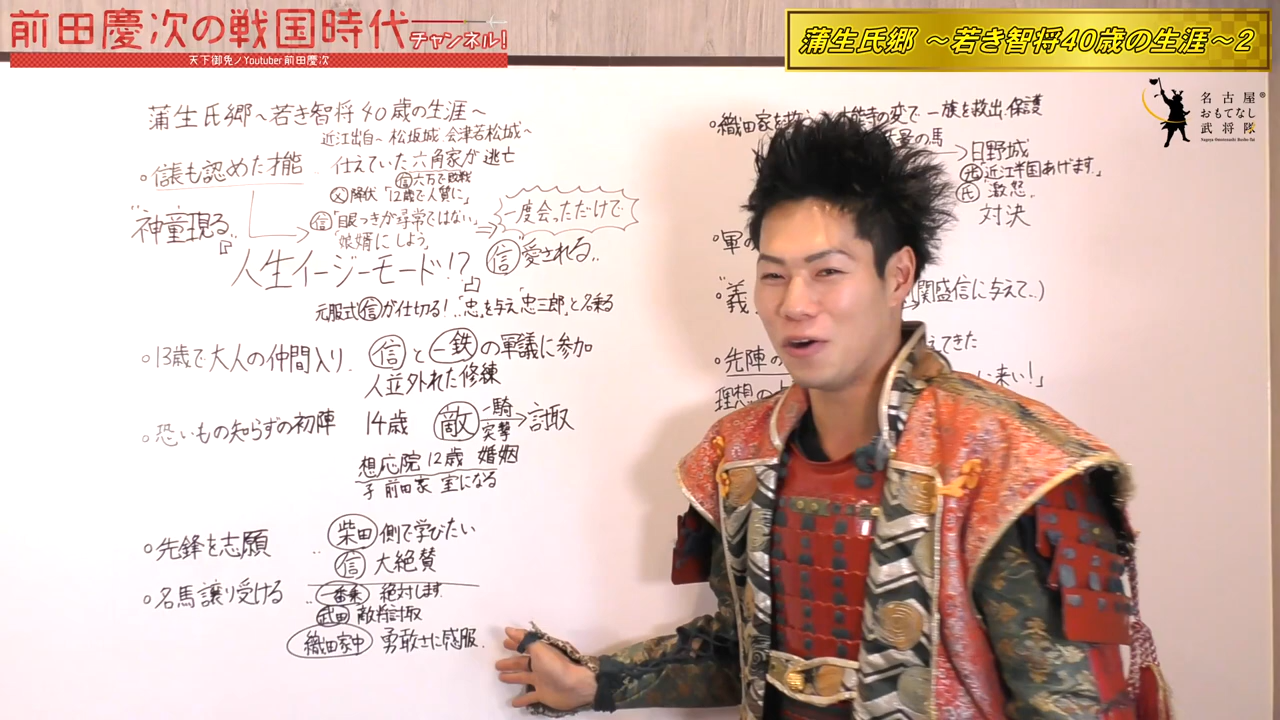 前田慶次の戦国時代
チャンネル!
天下御免ノYoutuber前田慶次
蒲生氏郷 ~若き智将40歳の生涯~2
名古屋
おもてなし
武将隊
®
Nagoya Omotenashi Busho-Tai
蒲生氏郷~若き智将40歳の生涯~
近江出自~松坂城、会津若松城~
○信長も認めた才能
仕えていた六角家が逃亡
信六万で敗戦
父降伏「12歳で人質に」
神童現る。
信「眼つきが尋常ではない」
「娘婿にしよう」
一度会っただけで
信愛される..
人生イージーモード!?
元服式信が仕切る!..「忠」を与え「忠三郎」と名乗る
○13歳で大人の仲間入り.
信と一鉄の軍議に参加
人並外れた修練
○恐いもの知らずの初陣
14歳
敵
一騎
突撃
討取
想応院12歳 婚姻
子 前田家 室になる
○先鋒を志願
柴田側で学びたい
信 大絶賛
○名馬譲り受ける
一番乗 絶対します
武田 敵将討取
織田家中 勇敢さに感服.
○織田家を救
の変で一族を救出、保護
の馬
日野城
「近江半国あげます」
氏 激怒.
対決
○軍の
○義
関盛信に与えて..)
○先陣の
えてきた
理想の
い来い!」